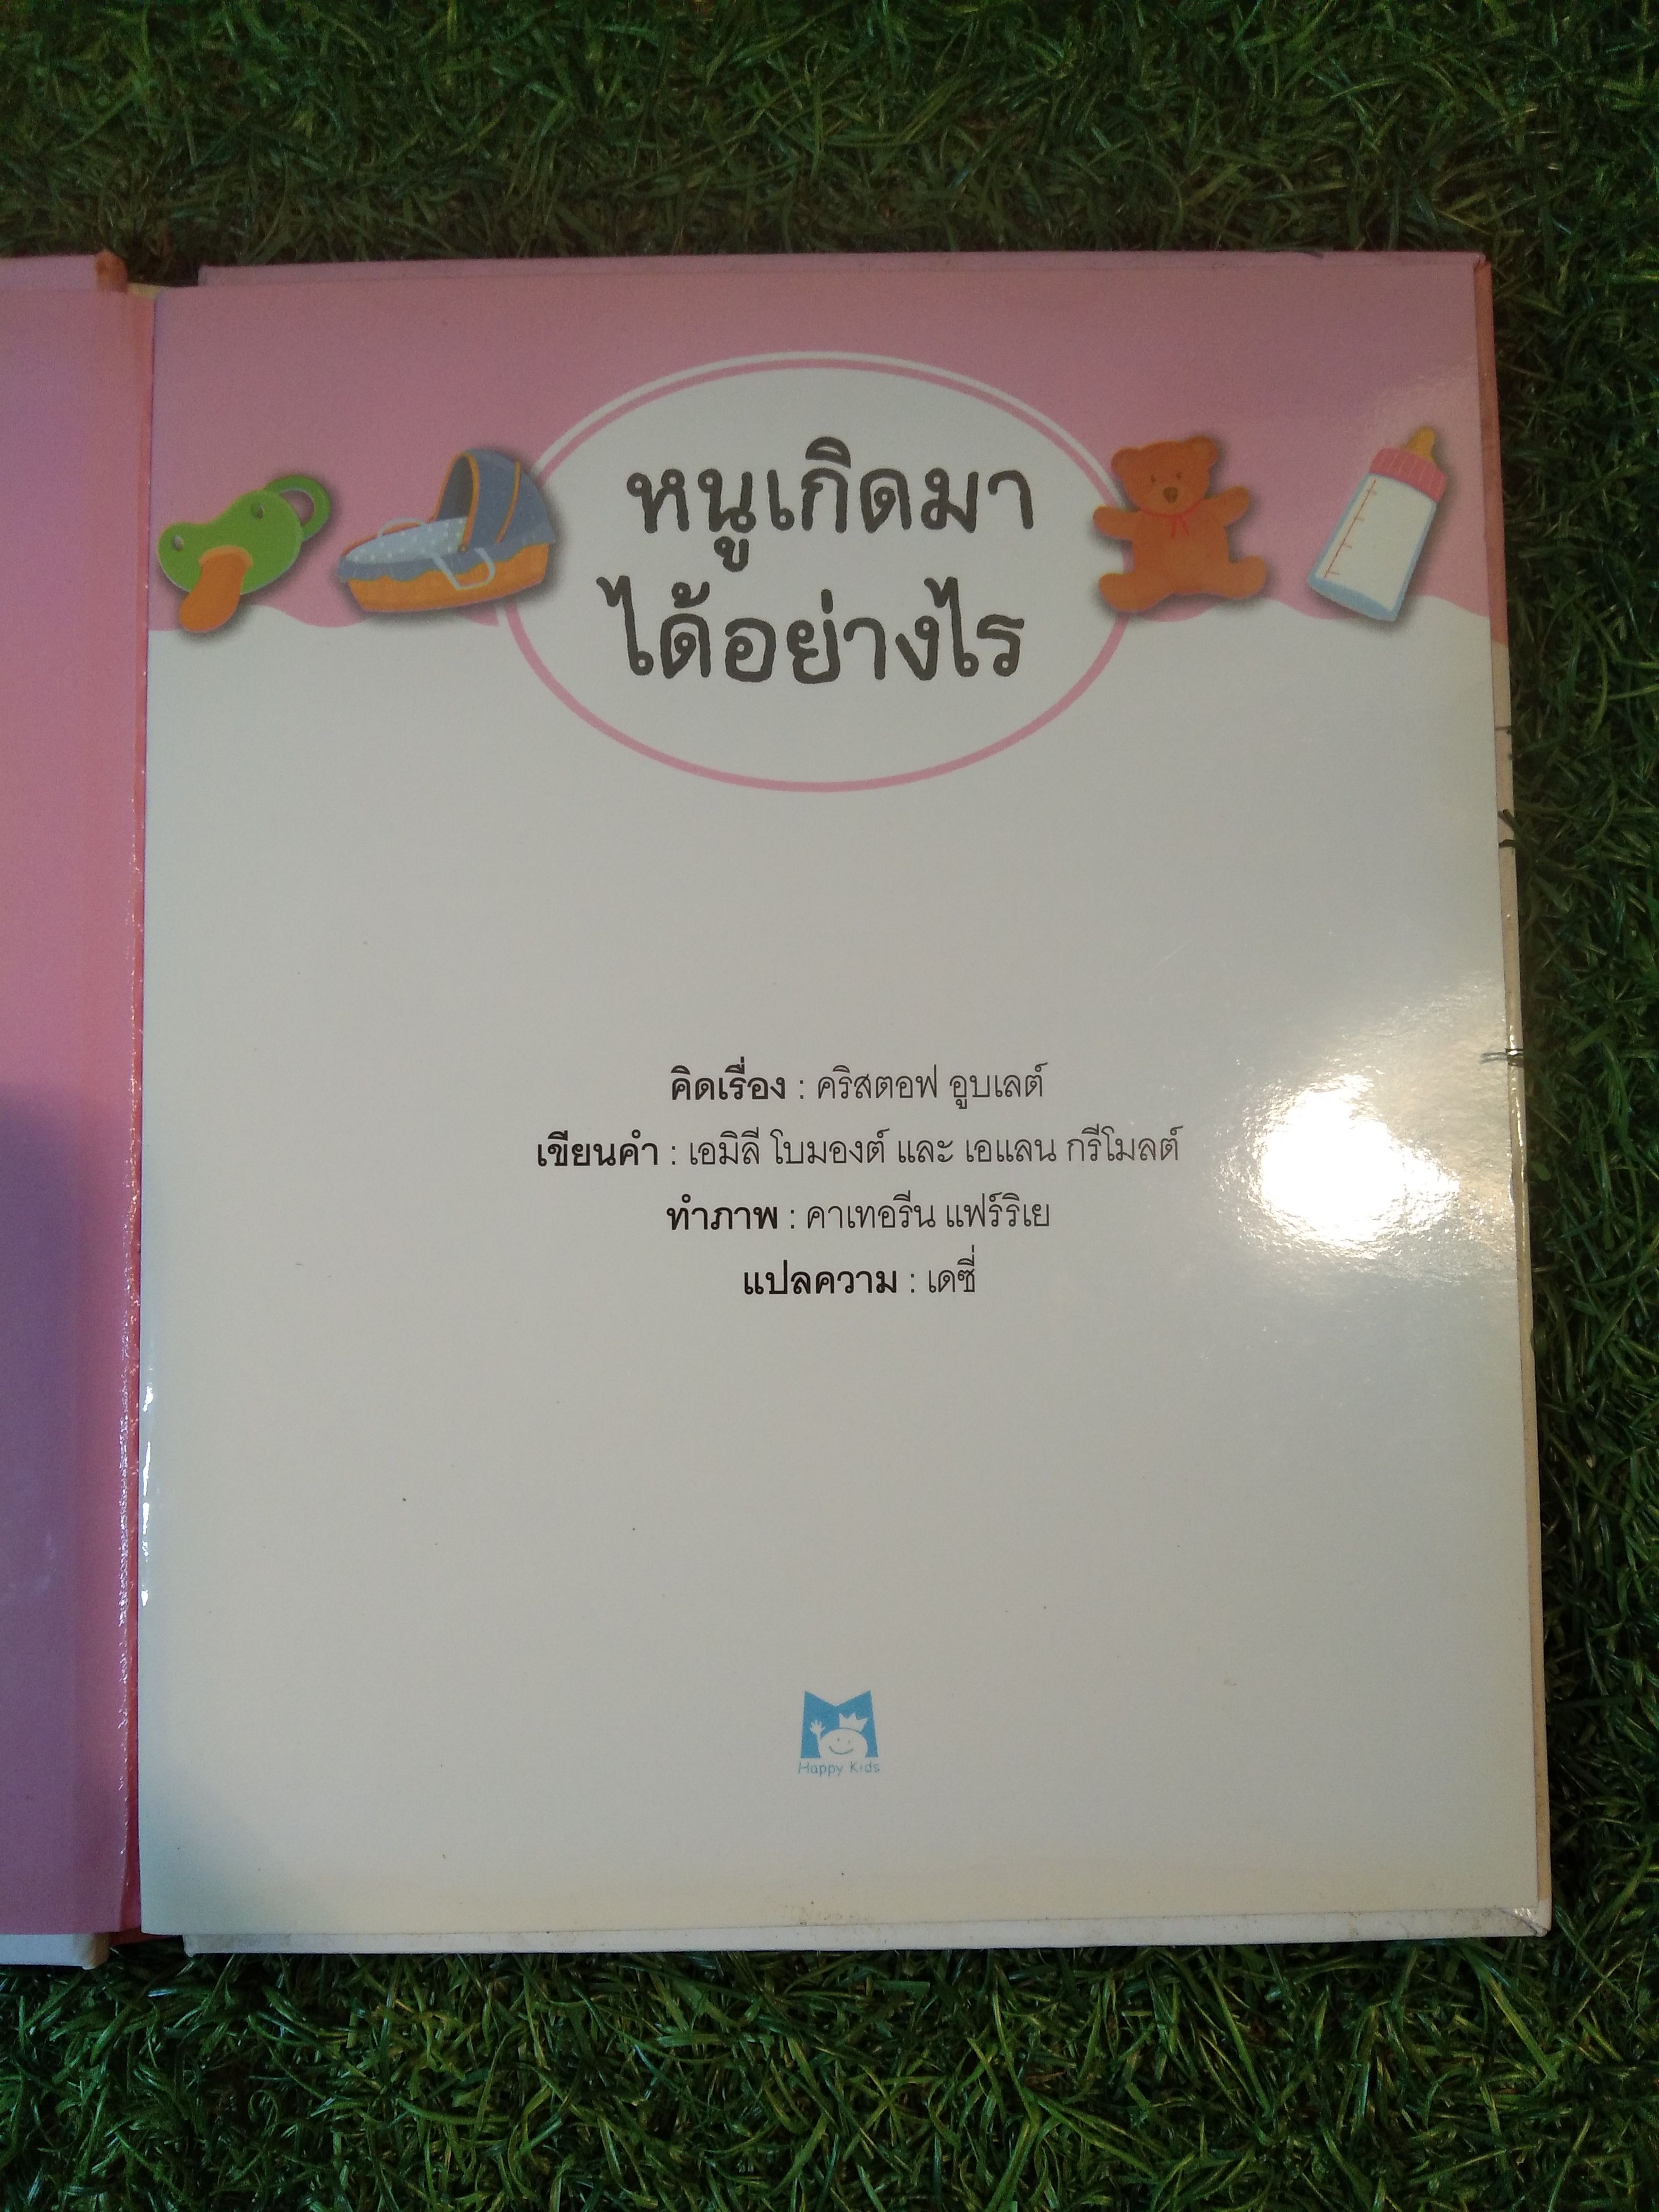 หนูเกิดมา
ได้อย่างไร
คิดเรื่อง : คริสตอฟ อูบเลต์
เขียนคำ : เอมิลี โบมองต์ และ เอแลน กรีโมลต์
ทำภาพ : คาเทอรีน แฟร์ริเย
แปลความ : เดซี่
Happy Kids